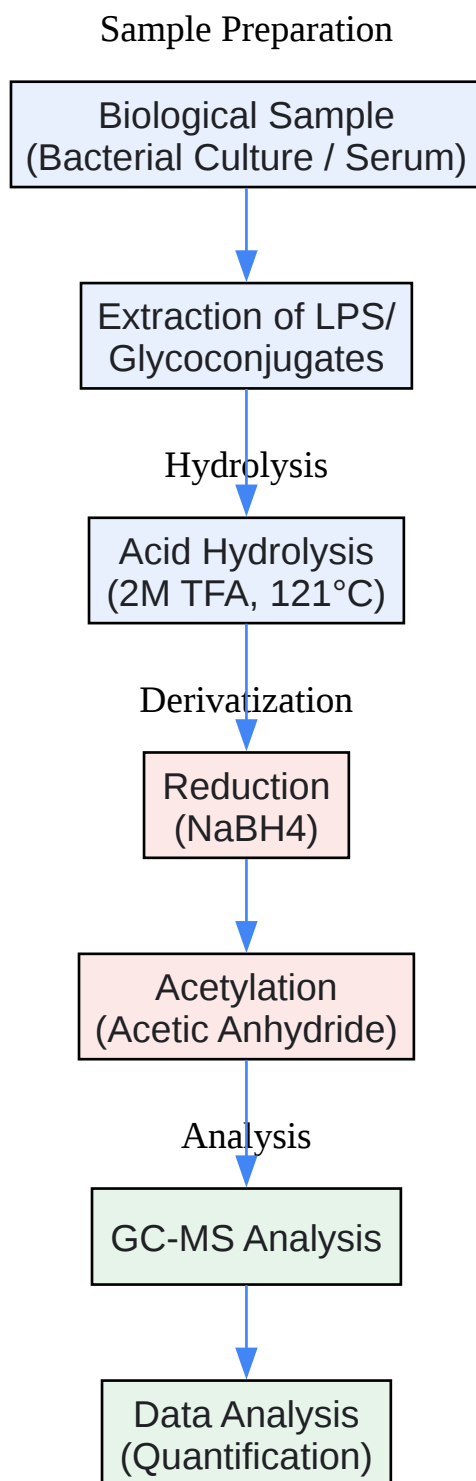 Sample Preparation
Biological Sample
(Bacterial Culture / Serum)
Extraction of LPS/
Glycoconjugates
Hydrolysis
Acid Hydrolysis
(2M TFA, 121°C)
Derivatization
Reduction
(NaBH4)
Acetylation
(Acetic Anhydride)
Analysis
GC-MS Analysis
Data Analysis
(Quantification)